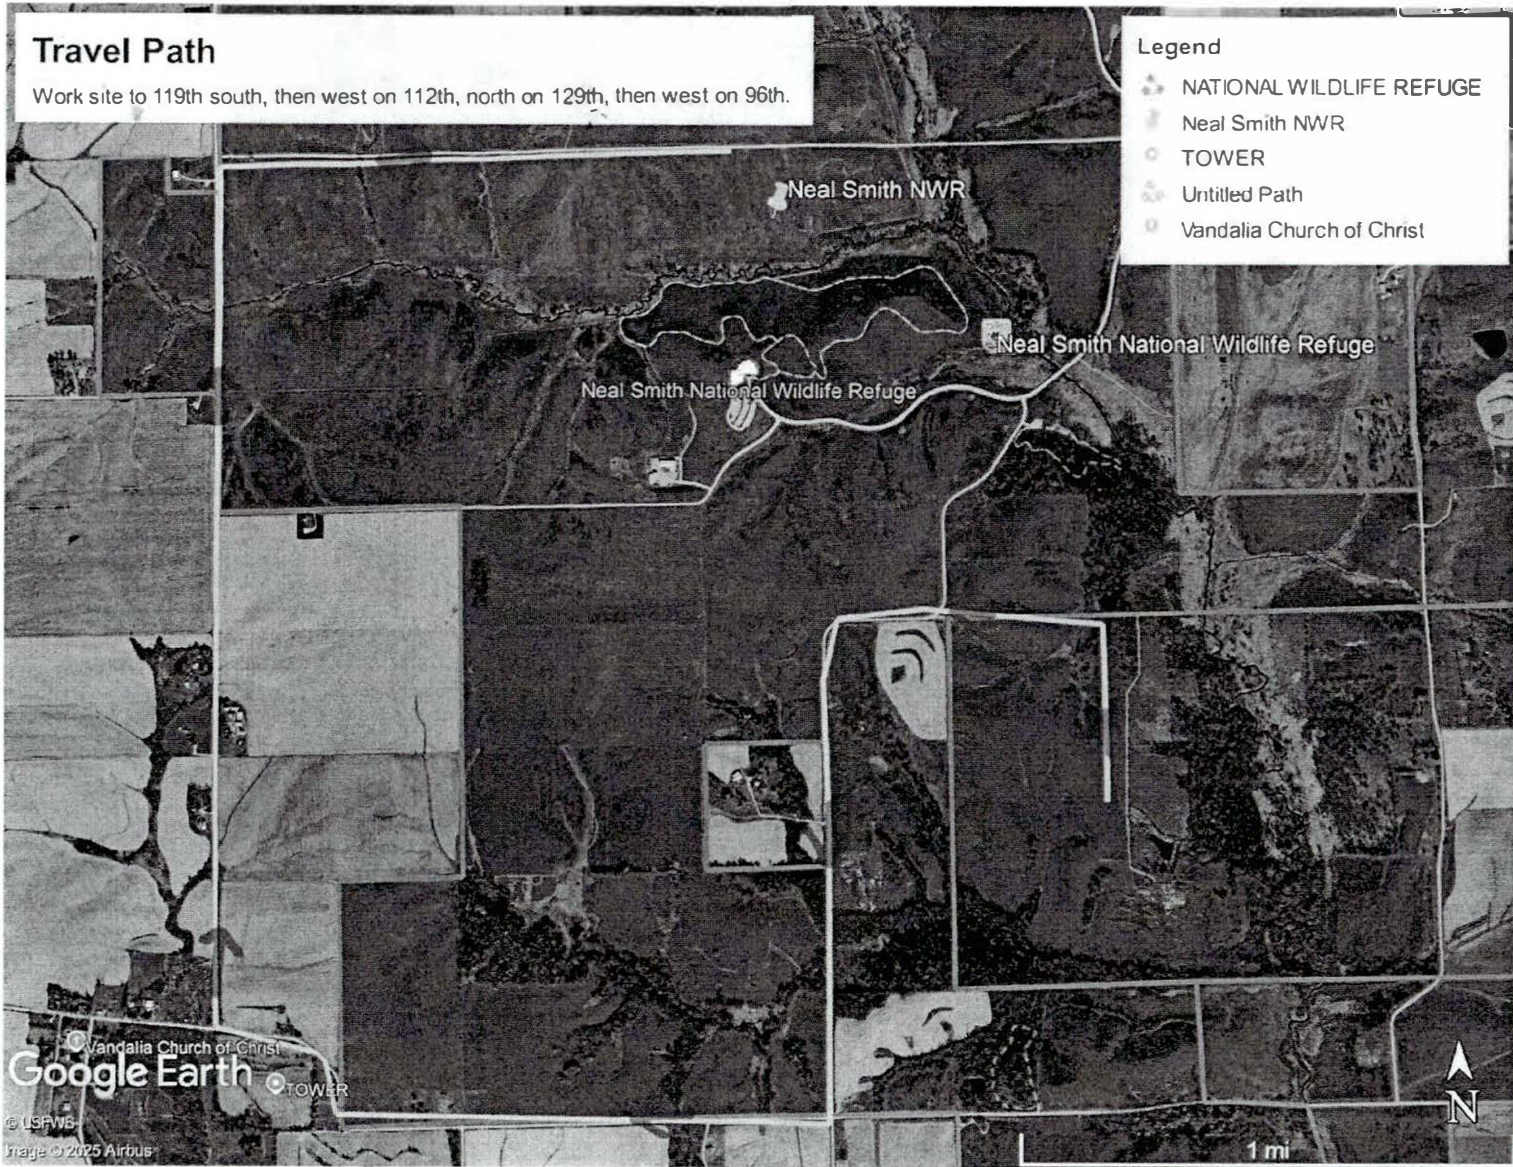 Travel Path
Work site to 119th south, then west on 112th, north on 129th, then west on 96th.
Legend
NATIONAL WILDLIFE REFUGE
Neal Smith NWR
TOWER
Untitled Path
Vandalia Church of Christ
Neal Smith NWR
Neal Smith National Wildlife Refuge
Neal Smith National Wildlife Refuge
Vandalia Church of Christ
Google Earth
TOWER
© USFWS
Image © 2025 Airbus
N
1 mi